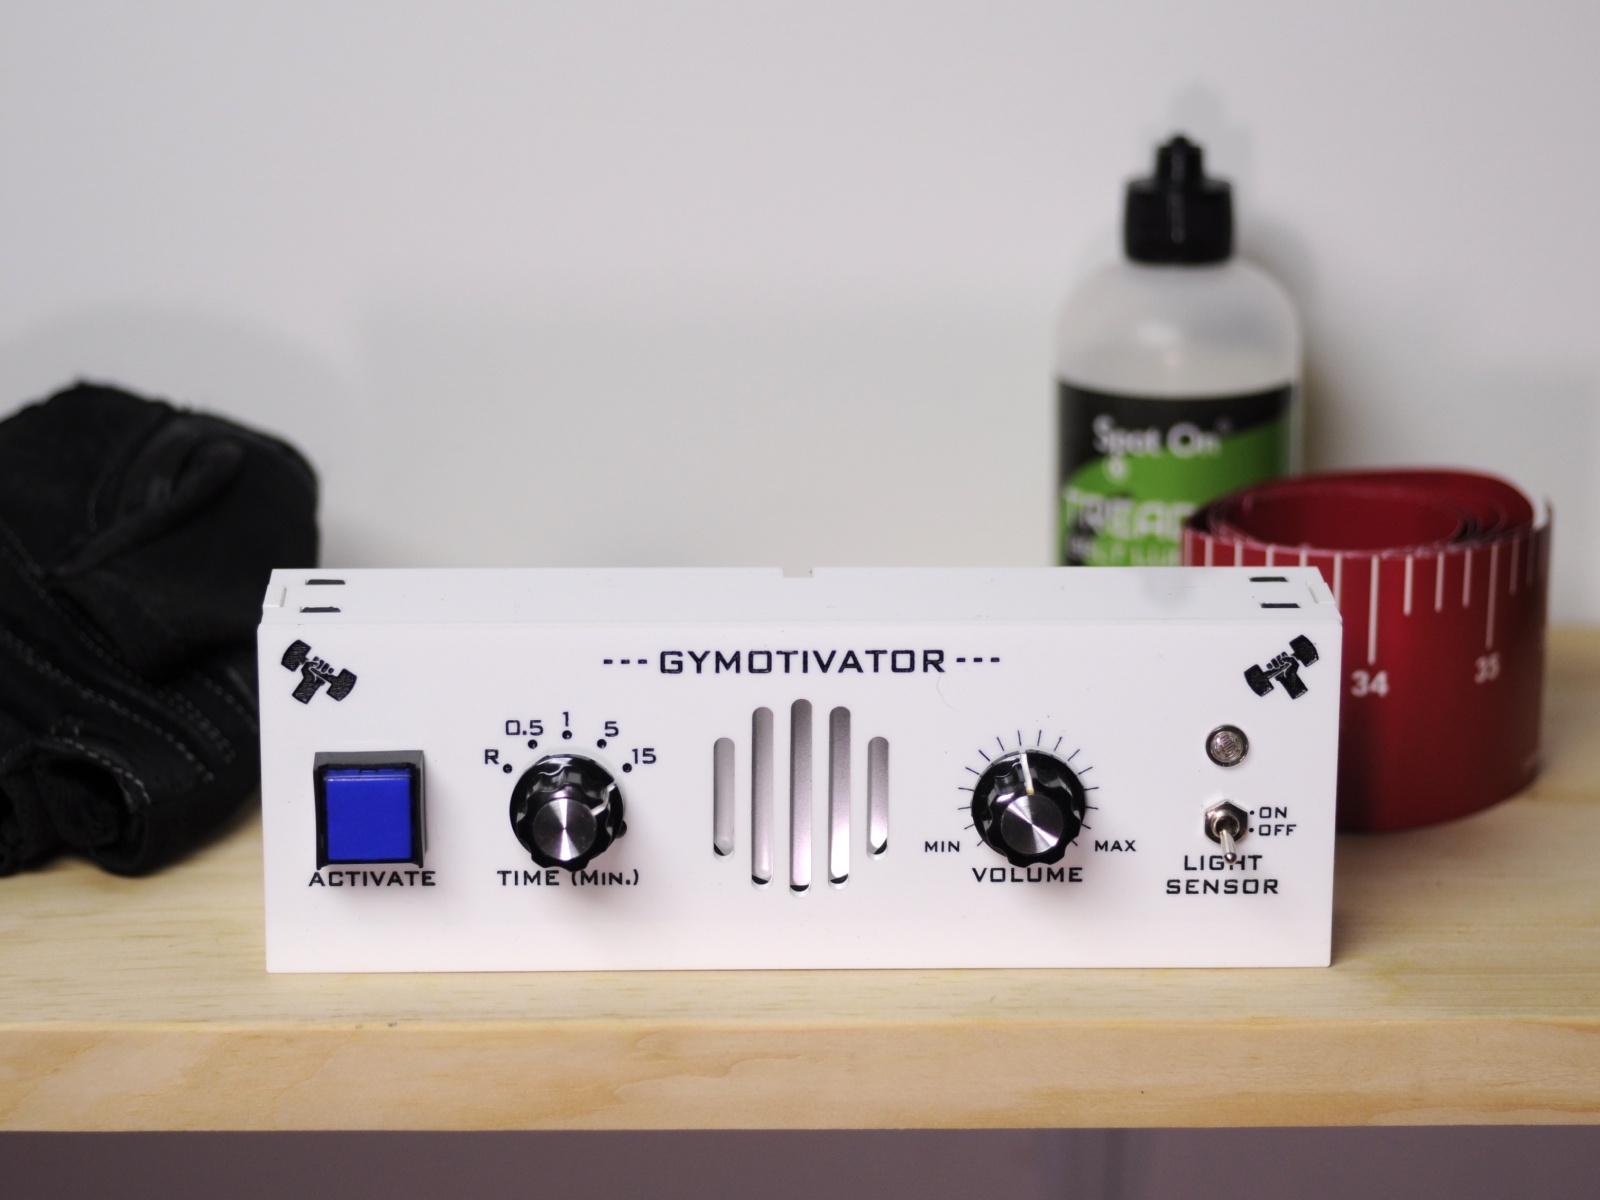 Spot On
TREAD
---GYMOTIVATOR---
34
35
R
0.5
1
5
15
MIN
MAX
ON
OFF
ACTIVATE
TIME (MIN.)
VOLUME
LIGHT
SENSOR